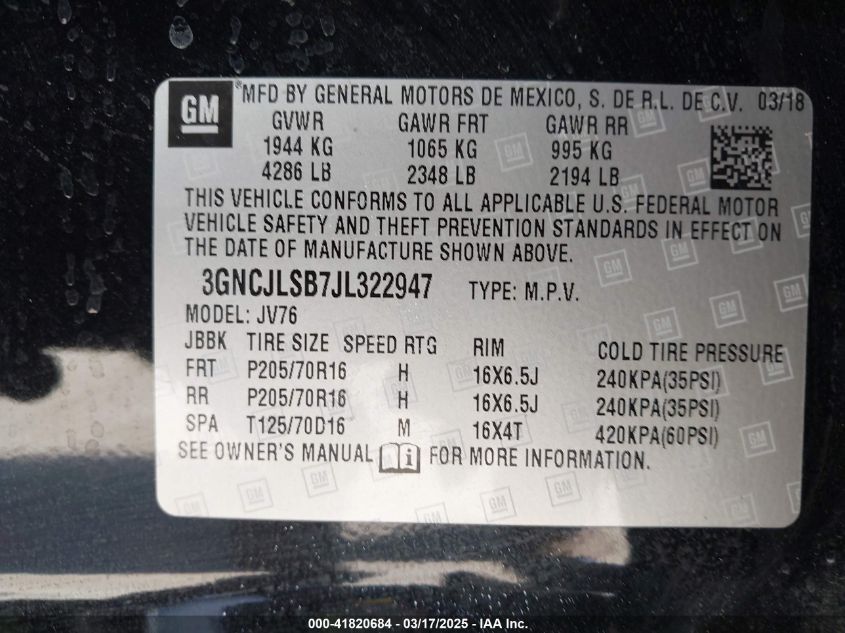 GM *MFD BY GENERAL MOTORS DE MEXICO, S. DE R.L. DE C.V. 03/18
GVWR GAWR FRT GAWR RR
1944 KG 1065 KG 995 KG
4286 LB 2348 LB 2194 LB
THIS VEHICLE CONFORMS TO ALL APPLICABLE U.S. FEDERAL MOTOR
VEHICLE SAFETY AND THEFT PREVENTION STANDARDS IN EFFECT ON
THE DATE OF MANUFACTURE SHOWN ABOVE.
3GNCJLSB7JL322947 TYPE: M.P.V.
MODEL: JV76
JBBK TIRE SIZE SPEED RTG RIM COLD TIRE PRESSURE
FRT P205/70R16 H 16X6.5J 240KPA(35PSI)
RR P205/70R16 H 16X6.5J 240KPA(35PSI)
SPA T125/70D16 M 16X4T 420KPA(60PSI)
SEE OWNER'S MANUAL i FOR MORE INFORMATION.
000-41820684 - 03/17/2025 - IAA Inc.